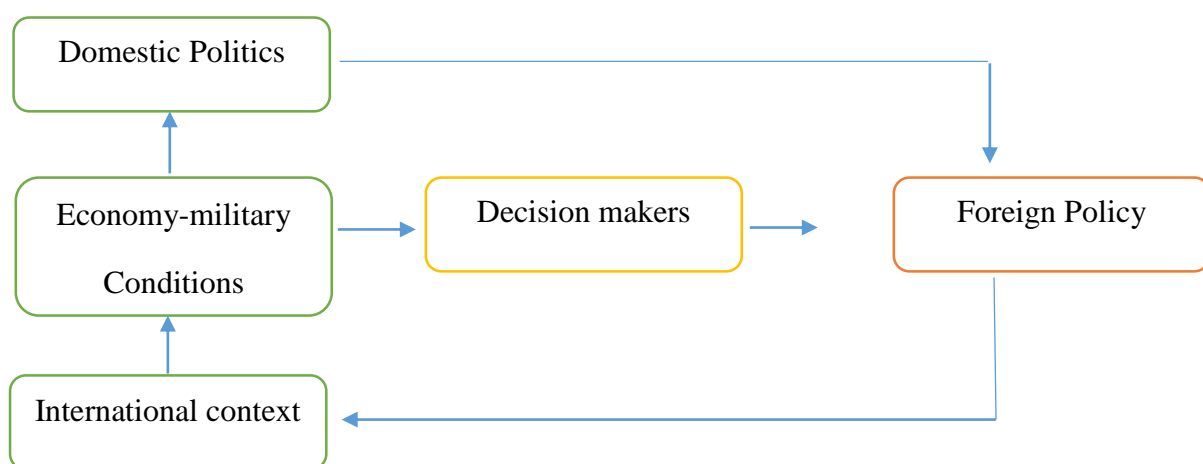 Domestic Politics
Economy-military
Conditions
Decision makers
Foreign Policy
International context